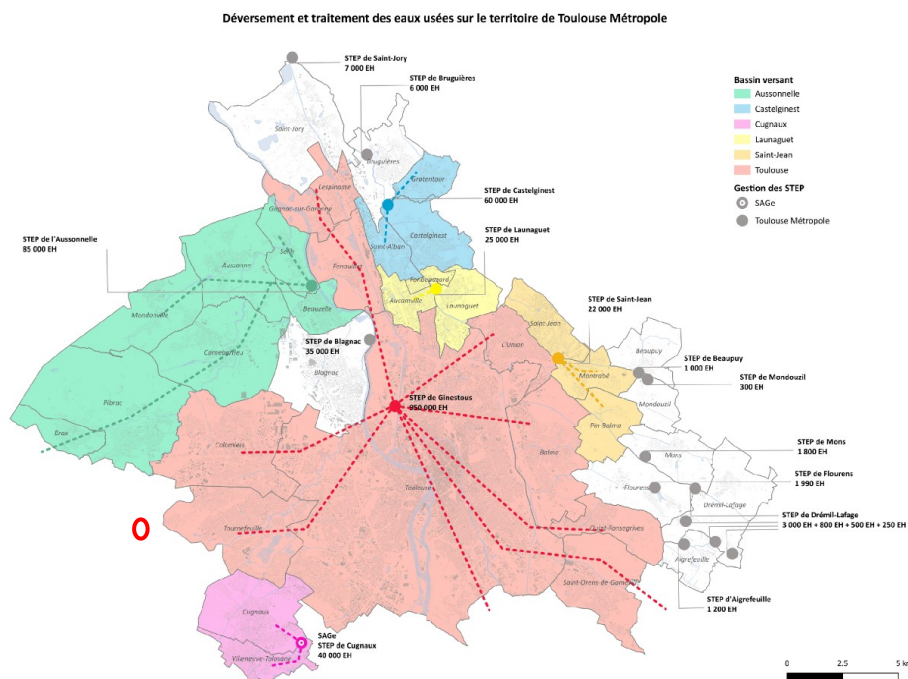 Déversement et traitement des eaux usées sur le territoire de Toulouse Métropole
STEP de Saint-Jory
7 000 EH
STEP de Bruguières
6 000 EH
Bassin versant
Aussonnelle
Castelginest
Cugnaux
Launaguet
Saint-Jean
Toulouse
Gestion des STEP
SAGe
Toulouse Métropole
Saint-Jory
Bruguières
Gratentour
Lespinasse
STEP de Castelginest
60 000 EH
Gagnac-sur-Garonne
Castelginest
Saint-Alban
STEP de Launaguet
25 000 EH
STEP de l'Aussonnelle
85 000 EH
Seilh
Aussonne
Fenouillet
Fonbeauzard
Aucamville
Launaguet
Beauzelle
Mondonville
STEP de Saint-Jean
22 000 EH
Saint-Jean
L'Union
STEP de Blagnac
35 000 EH
Cornebarrieu
Blagnac
Beaupuy
STEP de Beaupuy
1 000 EH
STEP de Mondouzil
300 EH
Montrabé
Mondouzil
Pibrac
Brax
STEP de Ginestous
950 000 EH
Pin-Balma
Colomiers
Balma
STEP de Mons
1 800 EH
Mons
STEP de Flourens
1 990 EH
Flourens
Toulouse
Drémil-Lafage
STEP de Drémil-Lafage
3 000 EH + 800 EH + 500 EH + 250 EH
Tournefeuille
Quint-Fonsegrives
Aigrefeuille
Saint-Orens-de-Gameville
STEP d'Aigrefeuille
1 200 EH
Cugnaux
SAGe
STEP de Cugnaux
40 000 EH
Villeneuve-Tolosane
0 2.5 5 km